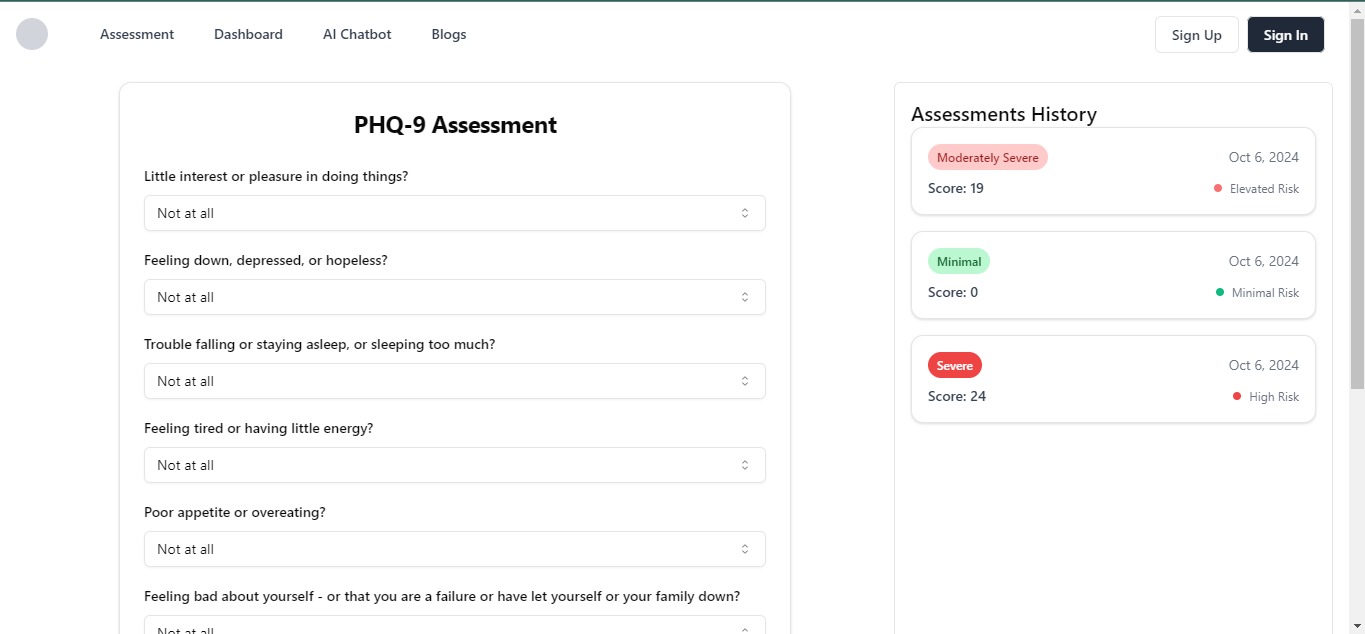 Assessment Dashboard AI Chatbot Blogs Sign Up Sign In
PHQ-9 Assessment
Little interest or pleasure in doing things?
Not at all
Feeling down, depressed, or hopeless?
Not at all
Trouble falling or staying asleep, or sleeping too much?
Not at all
Feeling tired or having little energy?
Not at all
Poor appetite or overeating?
Not at all
Feeling bad about yourself - or that you are a failure or have let yourself or your family down?
Not at all
Assessments History
Moderately Severe Oct 6, 2024
Score: 19 Elevated Risk
Minimal Oct 6, 2024
Score: 0 Minimal Risk
Severe Oct 6, 2024
Score: 24 High Risk